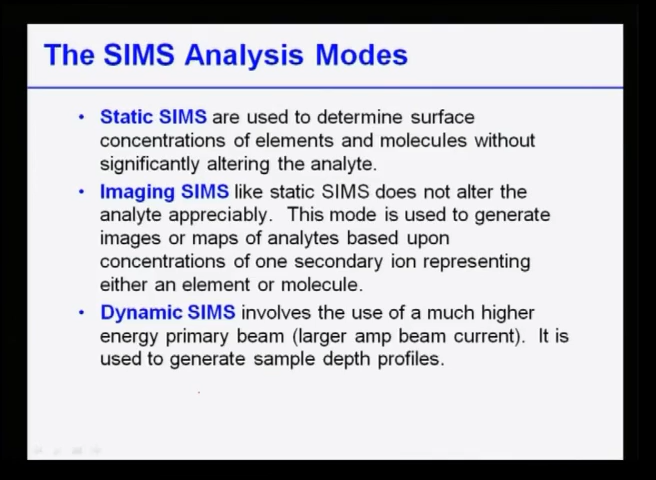 The SIMS Analysis Modes
• Static SIMS are used to determine surface
concentrations of elements and molecules without
significantly altering the analyte.
• Imaging SIMS like static SIMS does not alter the
analyte appreciably. This mode is used to generate
images or maps of analytes based upon
concentrations of one secondary ion representing
either an element or molecule.
• Dynamic SIMS involves the use of a much higher
energy primary beam (larger amp beam current). It is
used to generate sample depth profiles.